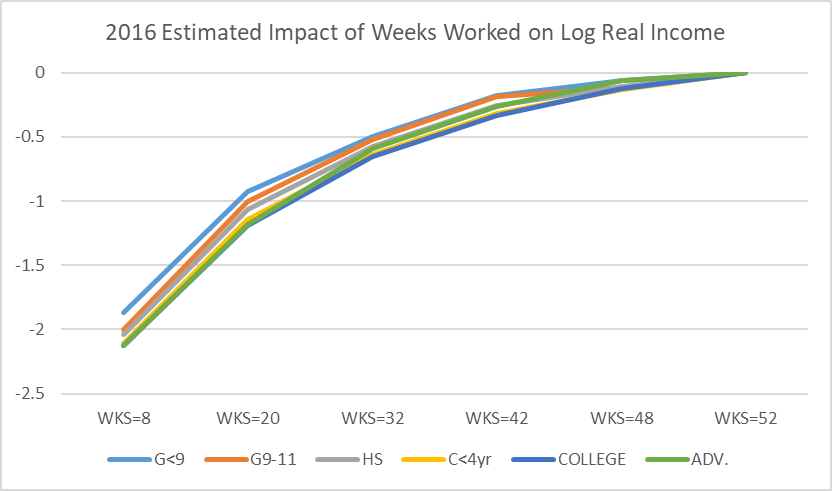 2016 Estimated Impact of Weeks Worked on Log Real Income
0
-0.5
-1
-1.5
-2
-2.5
WKS=8 WKS=20 WKS=32 WKS=42 WKS=48 WKS=52
G<9 G9-11 HS C<4yr COLLEGE ADV.